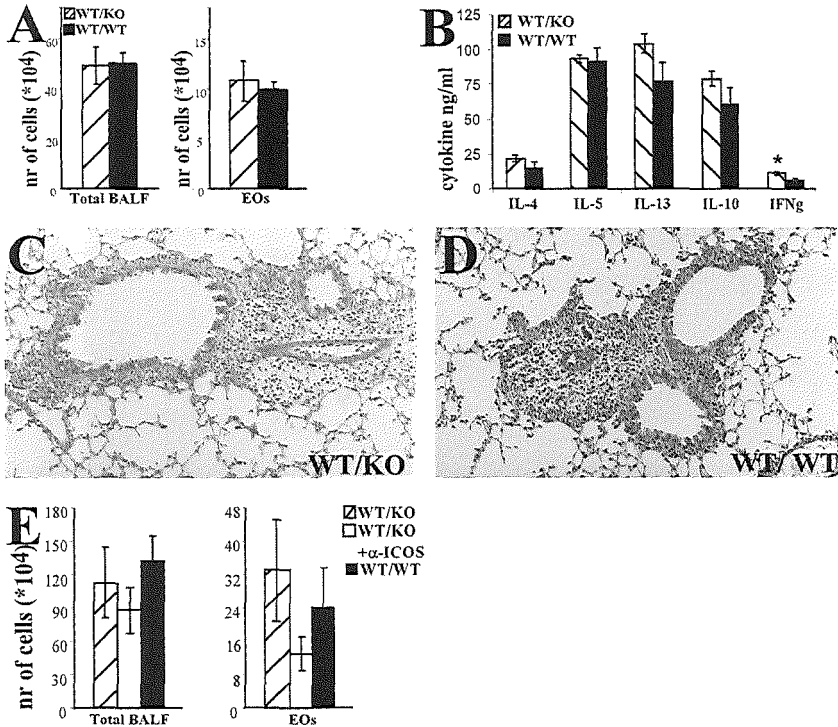 A
WT/KO
WT/WT
nr of cells (*104)
60
40
20
0
Total BALF
nr of cells (*104)
15
10
5
0
EOs
B
WT/KO
WT/WT
cytokine ng/ml
125
100
75
50
25
0
*
IL-4 IL-5 IL-13 IL-10 IFNg
C
WT/KO
D
WT/ WT
E
WT/KO
WT/KO
+α-ICOS
WT/WT
nr of cells (*10⁴)
180
150
120
90
60
30
0
Total BALF
48
40
32
24
16
8
0
EOs